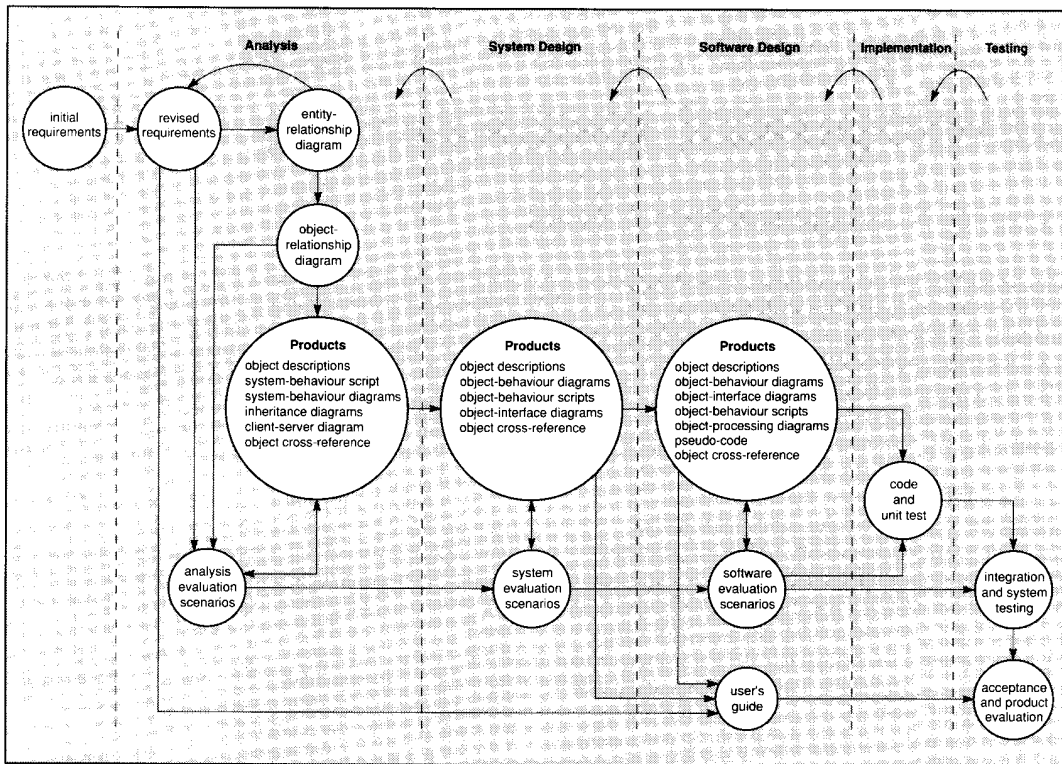 Analysis
System Design
Software Design
Implementation
Testing
initial
requirements
revised
requirements
entity-
relationship
diagram
object-
relationship
diagram
Products
object descriptions
system-behaviour script
system-behaviour diagrams
inheritance diagrams
client-server diagram
object cross-reference
Products
object descriptions
object-behaviour diagrams
object-behaviour scripts
object-interface diagrams
object cross-reference
Products
object descriptions
object-behaviour diagrams
object-interface diagrams
object-behaviour scripts
object-processing diagrams
pseudo-code
object cross-reference
code
and
unit test
analysis
evaluation
scenarios
system
evaluation
scenarios
software
evaluation
scenarios
integration
and system
testing
user's
guide
acceptance
and product
evaluation